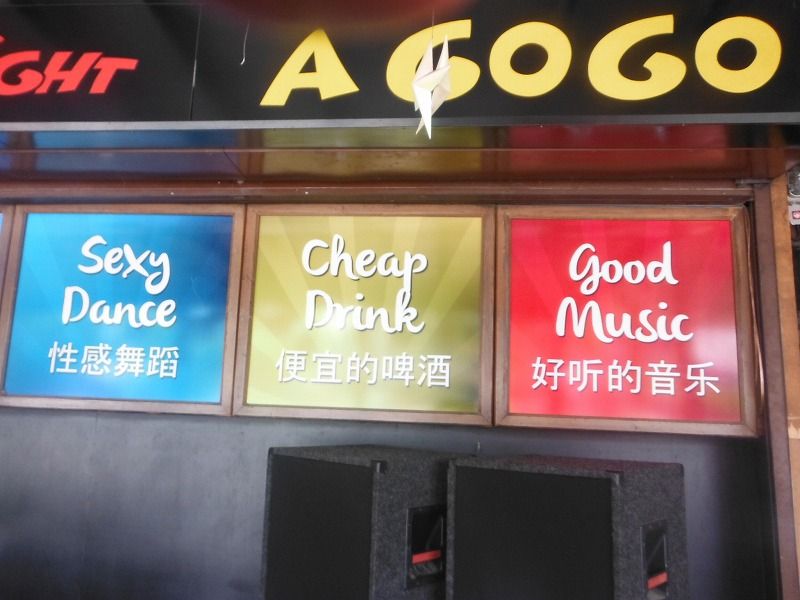 A GOGO
Sexy
Dance
性感舞蹈
Cheap
Drink
便宜的啤酒
Good
Music
好听的音乐